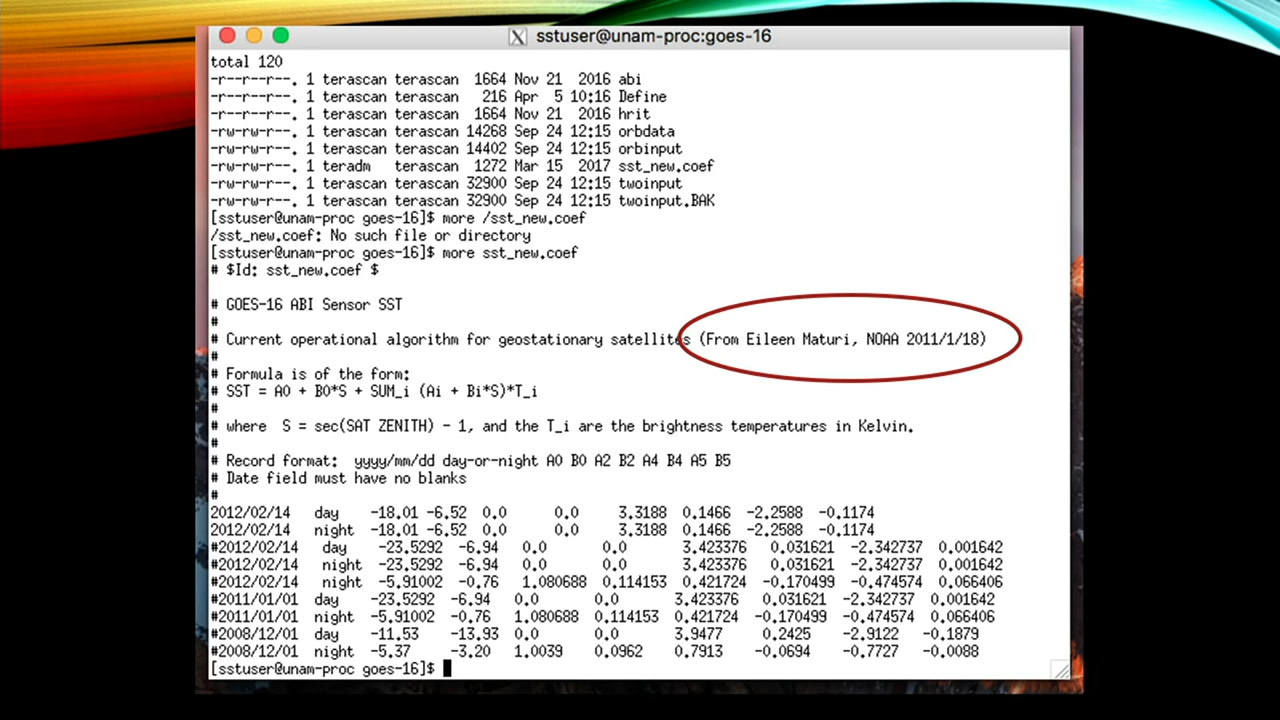 sstuser@unam-proc:goes-16
total 120
-r--r--r--. 1 terascan terascan  1664 Nov 21  2016 abi
-rw-r--r--. 1 terascan terascan   216 Apr  5 10:16 Define
-r--r--r--. 1 terascan terascan  1664 Nov 21  2016 hrit
-rw-rw-r--. 1 terascan terascan 14268 Sep 24 12:15 orbdata
-rw-rw-r--. 1 terascan terascan 14402 Sep 24 12:15 orbinput
-rw-rw-r--. 1 teradm   terascan  1272 Mar 15  2017 sst_new.coef
-rw-rw-r--. 1 terascan terascan 32900 Sep 24 12:15 twoinput
-rw-rw-r--. 1 terascan terascan 32900 Sep 24 12:15 twoinput.BAK
[sstuser@unam-proc goes-16]$ more /sst_new.coef
/sst_new.coef: No such file or directory
[sstuser@unam-proc goes-16]$ more sst_new.coef
# $Id: sst_new.coef $
# GOES-16 ABI Sensor SST
#
# Current operational algorithm for geostationary satellites (From Eileen Maturi, NOAA 2011/1/18)
#
# Formula is of the form:
# SST = A0 + B0*S + SUM_i (Ai + Bi*S)*T_i
#
# where  S = sec(SAT ZENITH) - 1, and the T_i are the brightness temperatures in Kelvin.
#
# Record format:  yyyy/mm/dd day-or-night A0 B0 A2 B2 A4 B4 A5 B5
# Date field must have no blanks
#
2012/02/14   day    -18.01 -6.52  0.0      0.0     3.3188  0.1466  -2.2588  -0.1174
2012/02/14   night  -18.01 -6.52  0.0      0.0     3.3188  0.1466  -2.2588  -0.1174
#2012/02/14   day    -23.5292  -6.94   0.0       0.0       3.423376   0.031621  -2.342737  0.001642
#2012/02/14   night  -23.5292  -6.94   0.0       0.0       3.423376   0.031621  -2.342737  0.001642
#2012/02/14   night  -5.91002  -0.76  1.080688  0.114153  0.421724  -0.170499  -0.474574  0.066406
#2011/01/01  day    -23.5292  -6.94  0.0       0.0       3.423376   0.031621  -2.342737  0.001642
#2011/01/01  night  -5.91002  -0.76  1.080688  0.114153  0.421724  -0.170499  -0.474574  0.066406
#2008/12/01  day    -11.53    -13.93  0.0       0.0       3.9477     0.2425    -2.9122   -0.1879
#2008/12/01  night  -5.37     -3.20   1.0039    0.0962    0.7913    -0.0694    -0.7727   -0.0088
[sstuser@unam-proc goes-16]$